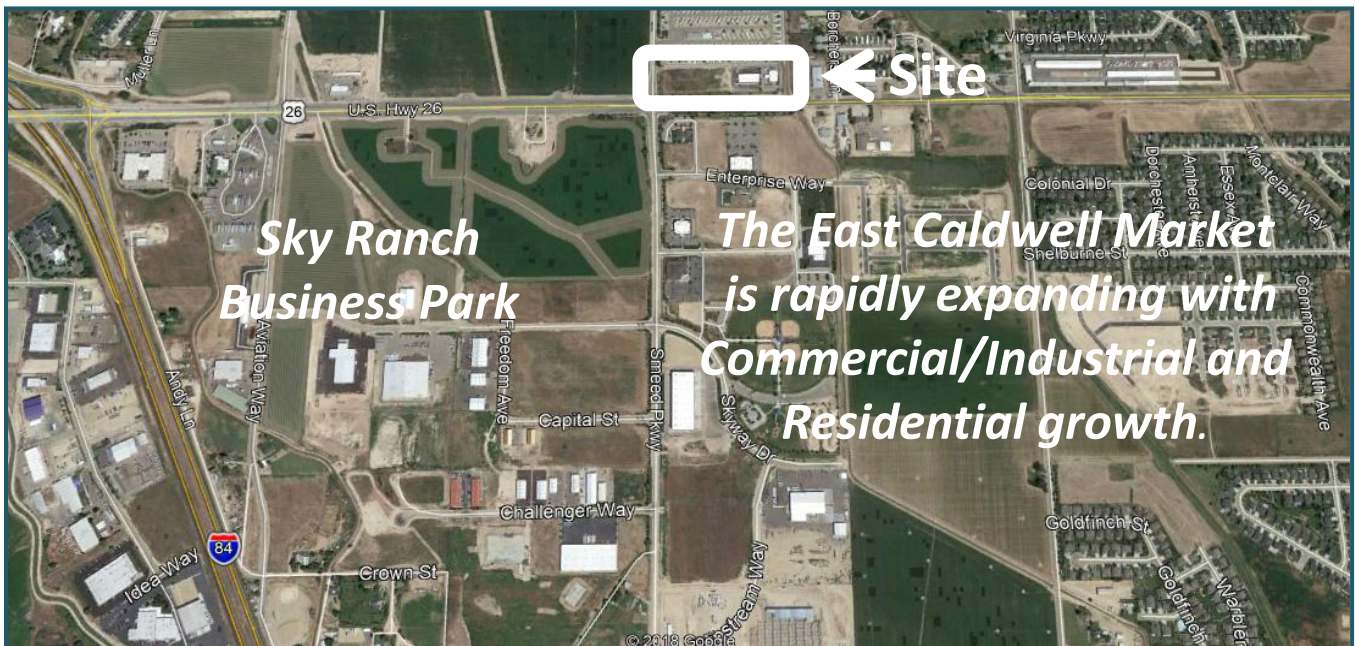 Muller Ln
Borchers
Virginia Pkwy
Site
26
U.S. Hwy 26
Enterprise Way
Colonial Dr
Dorchester Ave
Amherst
Essex Ave
Montclair Way
Sky Ranch
Business Park
The East Caldwell Market
is rapidly expanding with
Commercial/Industrial and
Residential growth.
Shelburne St
Commonwealth Ave
Aviation Way
Andy Ln
Freedom Ave
Smeed Pkwy
Skyway Dr
Capital St
Challenger Way
Goldfinch St
Goldfinch
Warbler
84
Idea Way
Crown St
stream Way
© 2018 Google